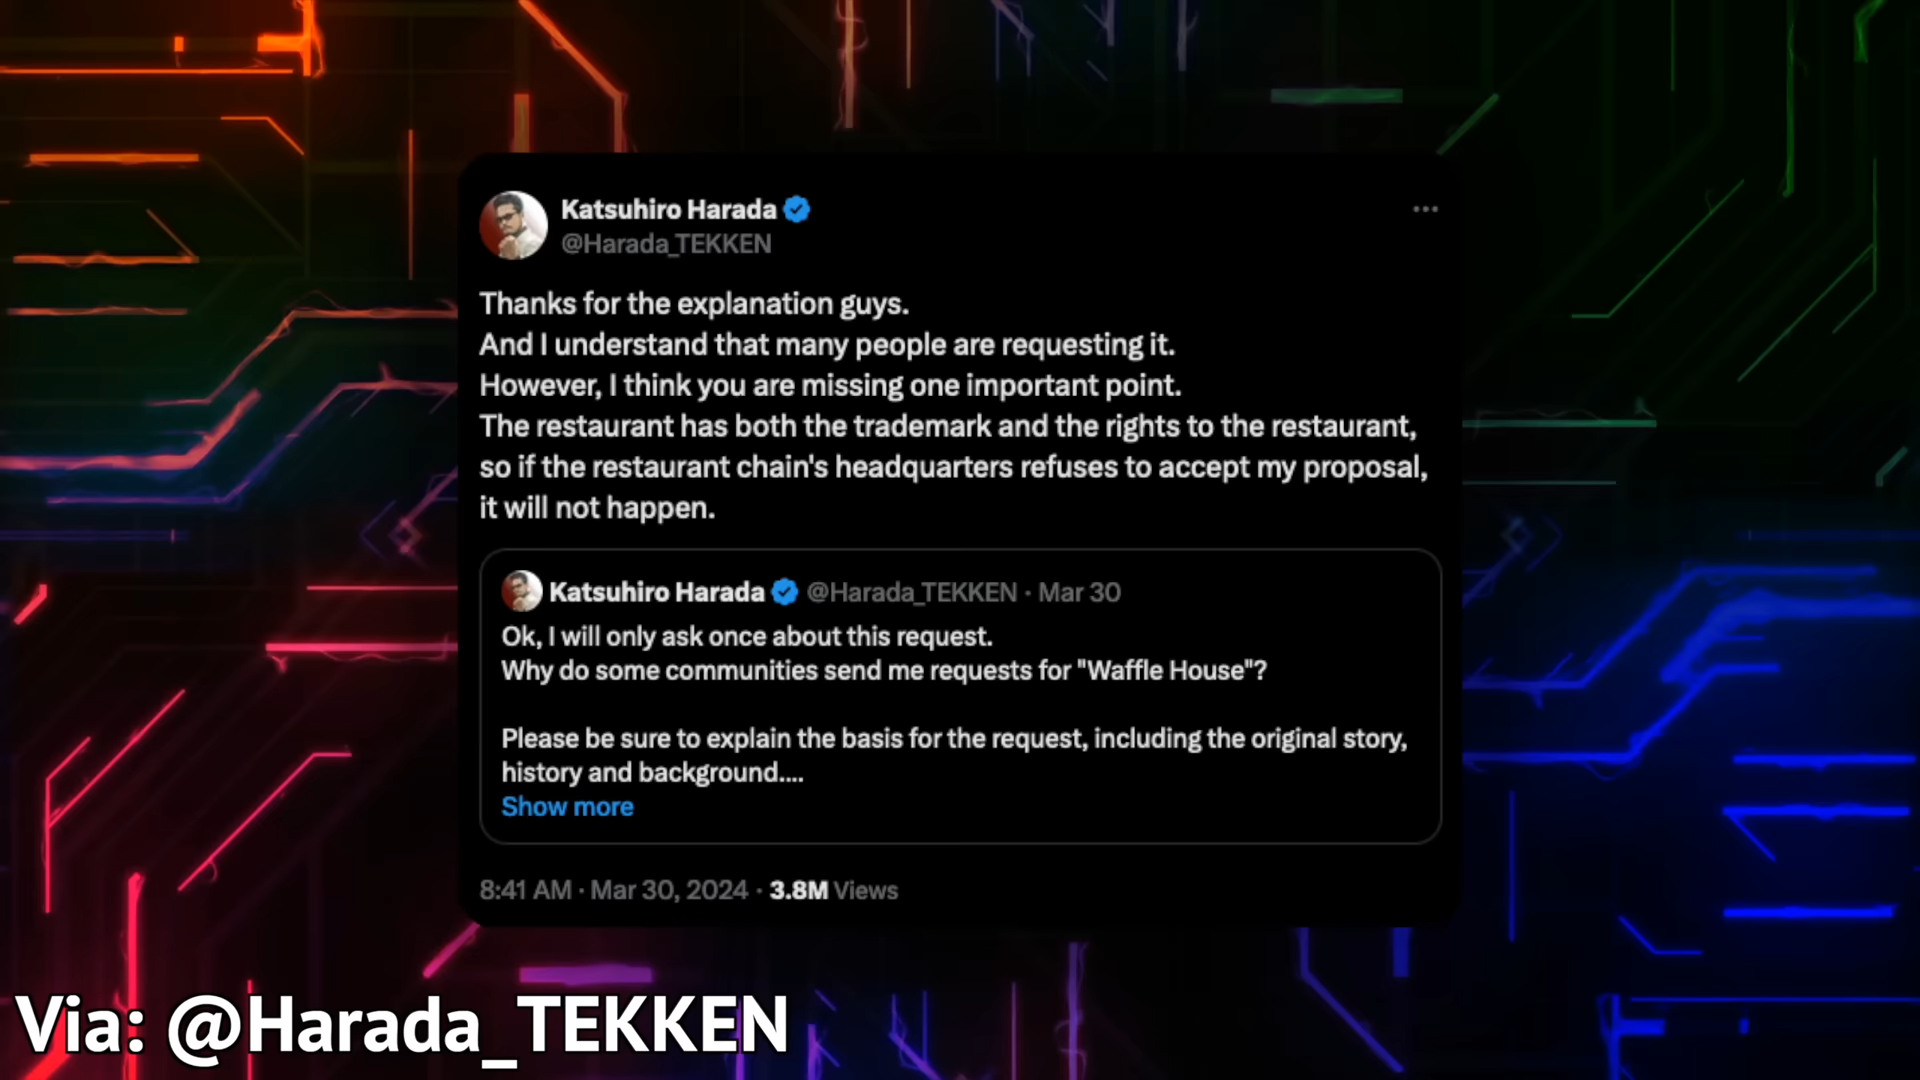 Katsuhiro Harada
@Harada_TEKKEN
Thanks for the explanation guys.
And I understand that many people are requesting it.
However, I think you are missing one important point.
The restaurant has both the trademark and the rights to the restaurant,
so if the restaurant chain's headquarters refuses to accept my proposal,
it will not happen.
Katsuhiro Harada @Harada_TEKKEN · Mar 30
Ok, I will only ask once about this request.
Why do some communities send me requests for "Waffle House"?
Please be sure to explain the basis for the request, including the original story,
history and background....
Show more
8:41 AM · Mar 30, 2024 · 3.8M Views
Via: @Harada_TEKKEN